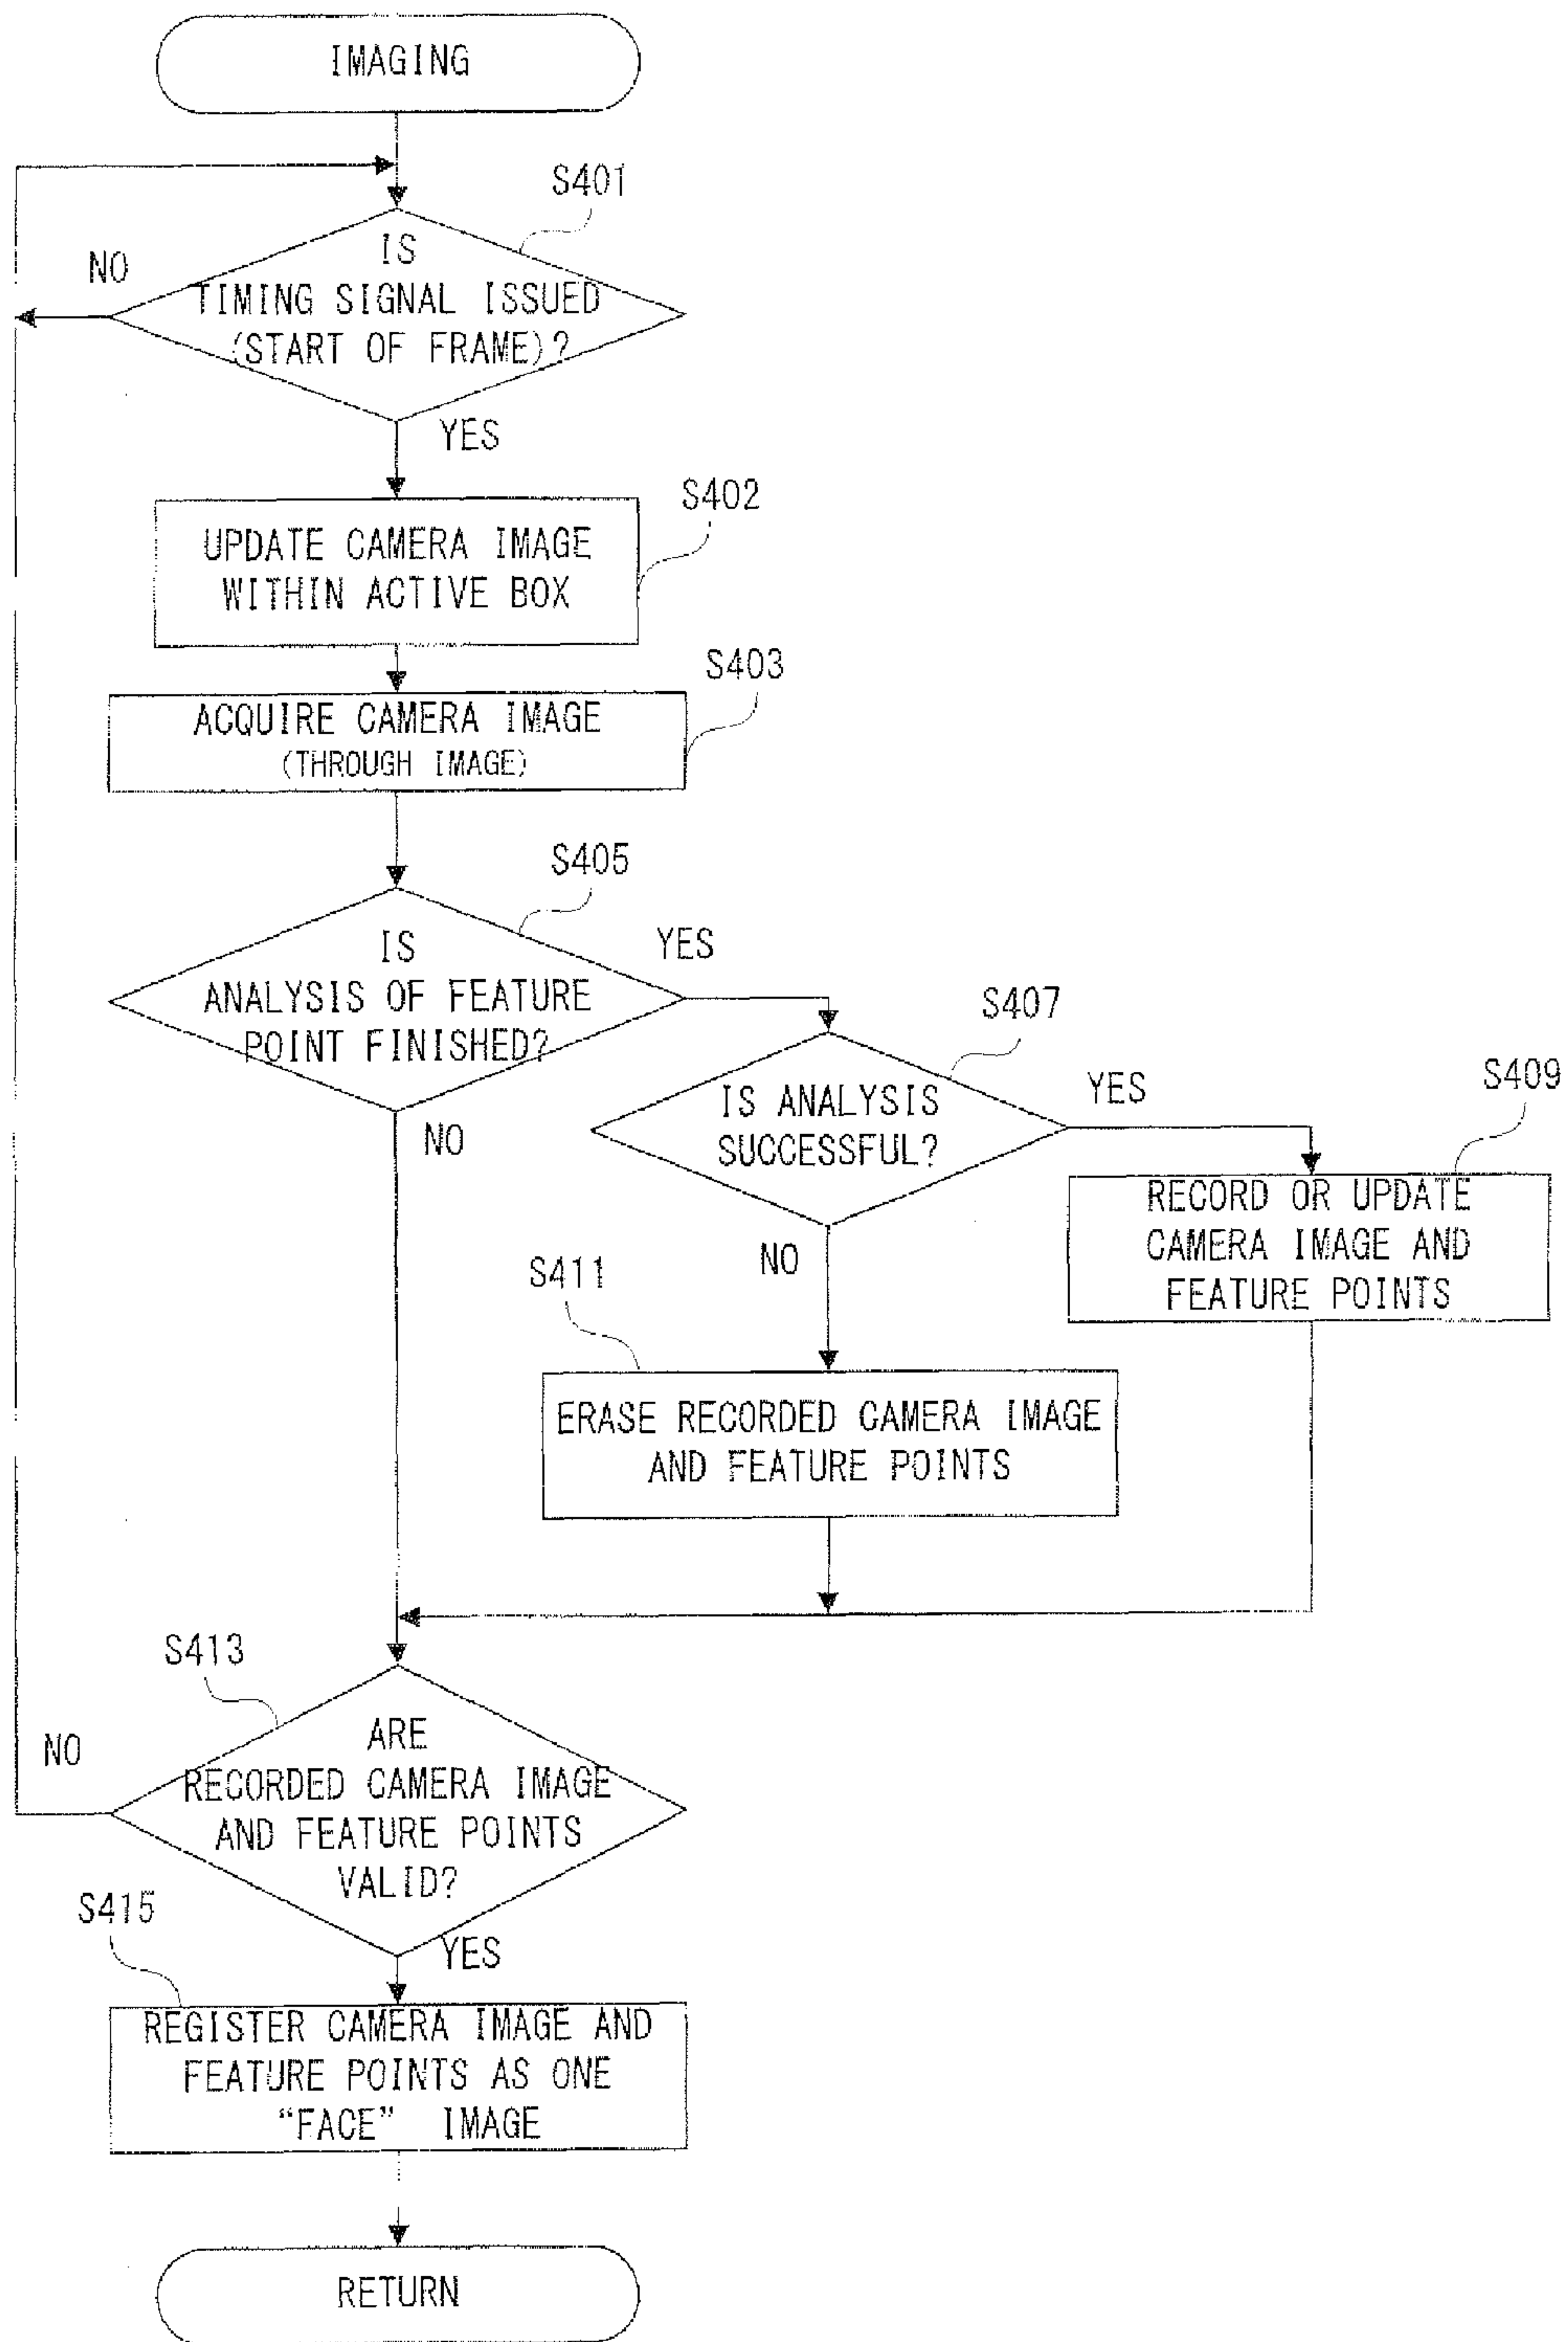 IMAGING
S401
NO
IS
TIMING SIGNAL ISSUED
(START OF FRAME)?
YES
S402
UPDATE CAMERA IMAGE
WITHIN ACTIVE BOX
S403
ACQUIRE CAMERA IMAGE
(THROUGH IMAGE)
S405
IS
ANALYSIS OF FEATURE
POINT FINISHED?
YES
NO
S407
IS ANALYSIS
SUCCESSFUL?
YES
NO
S409
RECORD OR UPDATE
CAMERA IMAGE AND
FEATURE POINTS
S411
ERASE RECORDED CAMERA IMAGE
AND FEATURE POINTS
S413
NO
ARE
RECORDED CAMERA IMAGE
AND FEATURE POINTS
VALID?
YES
S415
REGISTER CAMERA IMAGE AND
FEATURE POINTS AS ONE
“FACE” IMAGE
RETURN